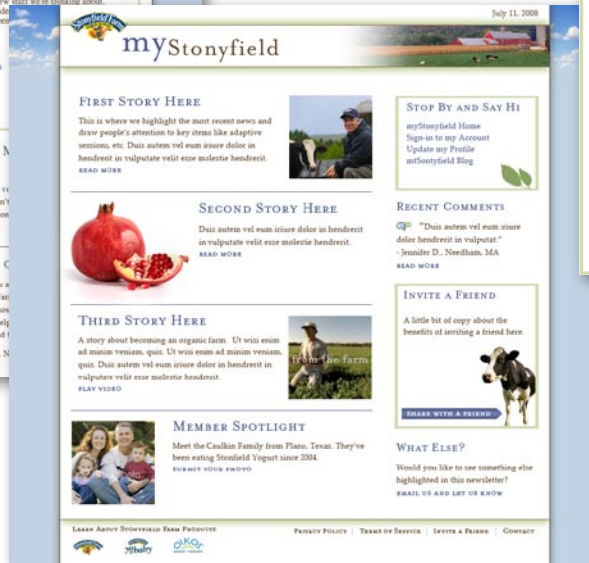 July 11, 2008
Stonyfield Farm
myStonyfield
First Story Here
This is where we highlight the most recent news and
draw people's attention to key items like adaptive
sessions, etc. Duis autem vel eum iriure dolor in
hendrerit in vulputate velit esse molestie hendrerit.
READ MORE
Second Story Here
Duis autem vel eum iriure dolor in hendrerit
in vulputate velit esse molestie hendrerit.
READ MORE
Third Story Here
A story about becoming an organic farm. Ut wisi enim
ad minim veniam, quis. Ut wisi enim ad minim veniam,
quis. Duis autem vel eum iriure dolor in hendrerit in
vulputate velit esse molestie hendrerit.
PLAY VIDEO
from the farm
Member Spotlight
Meet the Caulkin Family from Plano, Texas. They've
been eating Stonfield Yogurt since 2004.
SUBMIT YOUR PHOTO
Stop By and Say Hi
myStonyfield Home
Sign-in to my Account
Update my Profile
mtSontyfield Blog
Recent Comments
"Duis autem vel eum iriure
dolor hendrerit in vulputat."
- Jennifer D., Needham, MA
READ MORE
Invite a Friend
A little bit of copy about the
benefits of inviting a friend here.
SHARE WITH A FRIEND
What Else?
Would you like to see something else
highlighted in this newsletter?
EMAIL US AND LET US KNOW
Learn About Stonyfield Farm Products
Privacy Policy | Terms of Service | Invite a Friend | Contact
Stonyfield Farm
YoBaby
OIKOS